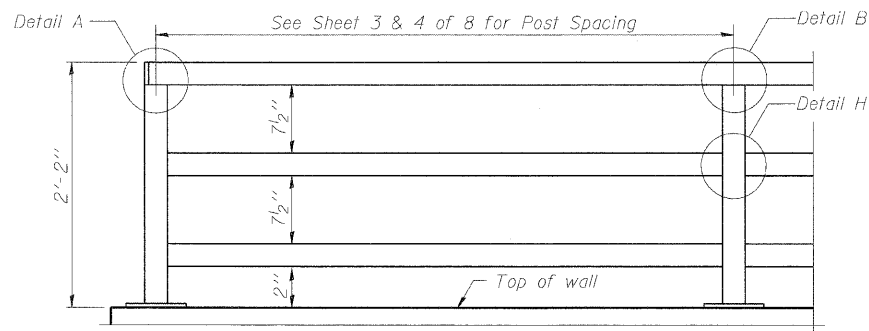 Detail A
See Sheet 3 & 4 of 8 for Post Spacing
Detail B
Detail H
7½"
2'-2"
7½"
2"
Top of wall